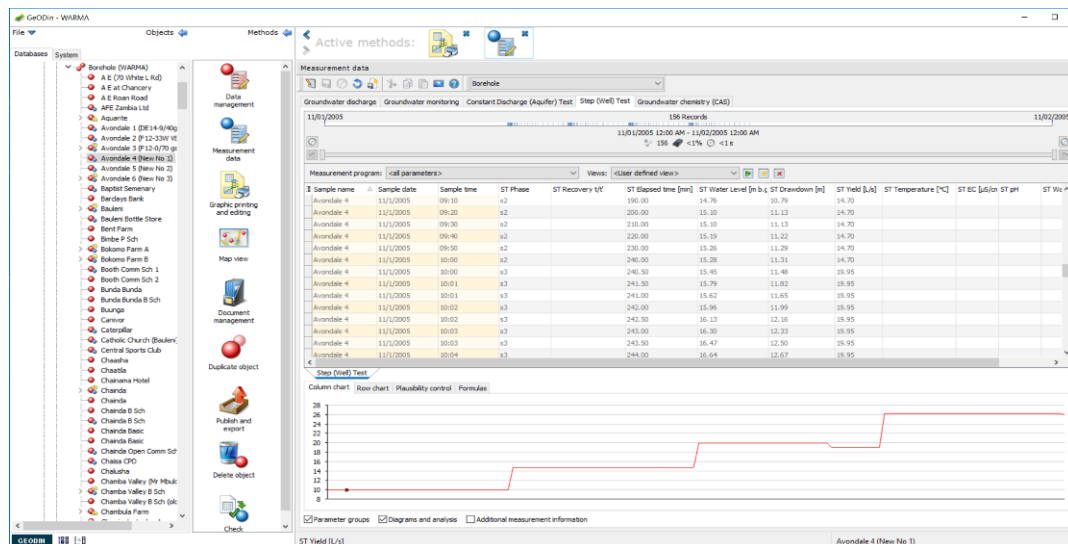 GeODin - WARMA
File Objects Methods
Active methods:
Databases System
Borehole (WARMA)
A E (70 White L Rd)
A E at Chancery
A E Roan Road
AFE Zambia Ltd
Aquarite
Avondale 1 (DE14-9/40g
Avondale 2 (F12-33W VE
Avondale 3 (F12-0/70 gs
Avondale 4 (New No 1)
Avondale 5 (New No 2)
Avondale 6 (New No 3)
Baptist Semenary
Barclays Bank
Bauleni
Bauleni Bottle Store
Bent Farm
Bimbe P Sch
Bokomo Farm A
Bokomo Farm B
Booth Comm Sch 1
Booth Comm Sch 2
Bunda Bunda
Bunda Bunda B Sch
Buunga
Canivor
Caterpillar
Catholic Church (Bauleni)
Central Sports Club
Chaasha
Chaatila
Chainama Hotel
Chainda
Chainda
Chainda B Sch
Chainda B Sch
Chainda Basic
Chainda Basic
Chainda Open Comm Sch
Chaisa CPD
Chalusha
Chamba Valley (Mr Mbulo
Chamba Valley B Sch
Chamba Valley B Sch (olc
Chambula Farm
GEODIN
Data
management
Measurement
data
Graphic printing
and editing
Map view
Document
management
Duplicate object
Publish and
export
Delete object
Check
Measurement data
Borehole
Groundwater discharge Groundwater monitoring Constant Discharge (Aquifer) Test Step (Well) Test Groundwater chemistry (CAS)
11/01/2005 156 Records 11/02/2005
11/01/2005 12:00 AM - 11/02/2005 12:00 AM
156 <1% <1 s
Measurement program: <all parameters> Views: <User defined view>
Sample name Sample date Sample time ST Phase ST Recovery t/t' ST Elapsed time [mn] ST Water Level [m b.g ST Drawdown [m] ST Yield [L/s] ST Temperature [°C] ST EC [µS/cm ST pH ST Wa
Avondale 4 11/1/2005 09:10 s2 190.00 14.76 10.79 14.70
Avondale 4 11/1/2005 09:20 s2 200.00 15.10 11.13 14.70
Avondale 4 11/1/2005 09:30 s2 210.00 15.10 11.13 14.70
Avondale 4 11/1/2005 09:40 s2 220.00 15.19 11.22 14.70
Avondale 4 11/1/2005 09:50 s2 230.00 15.26 11.29 14.70
Avondale 4 11/1/2005 10:00 s2 240.00 15.28 11.31 14.70
Avondale 4 11/1/2005 10:00 s3 240.50 15.45 11.48 19.95
Avondale 4 11/1/2005 10:01 s3 241.50 15.79 11.82 19.95
Avondale 4 11/1/2005 10:01 s3 241.00 15.62 11.65 19.95
Avondale 4 11/1/2005 10:02 s3 242.00 15.96 11.99 19.95
Avondale 4 11/1/2005 10:02 s3 242.50 16.13 12.16 19.95
Avondale 4 11/1/2005 10:03 s3 243.00 16.30 12.33 19.95
Avondale 4 11/1/2005 10:03 s3 243.50 16.47 12.50 19.95
Avondale 4 11/1/2005 10:04 s3 244.00 16.64 12.67 19.95
Step (Well) Test
Column chart Row chart Plausibility control Formulas
28
26
24
22
20
18
16
14
12
10
8
Parameter groups Diagrams and analysis Additional measurement information
ST Yield [L/s] Avondale 4 (New No 1)